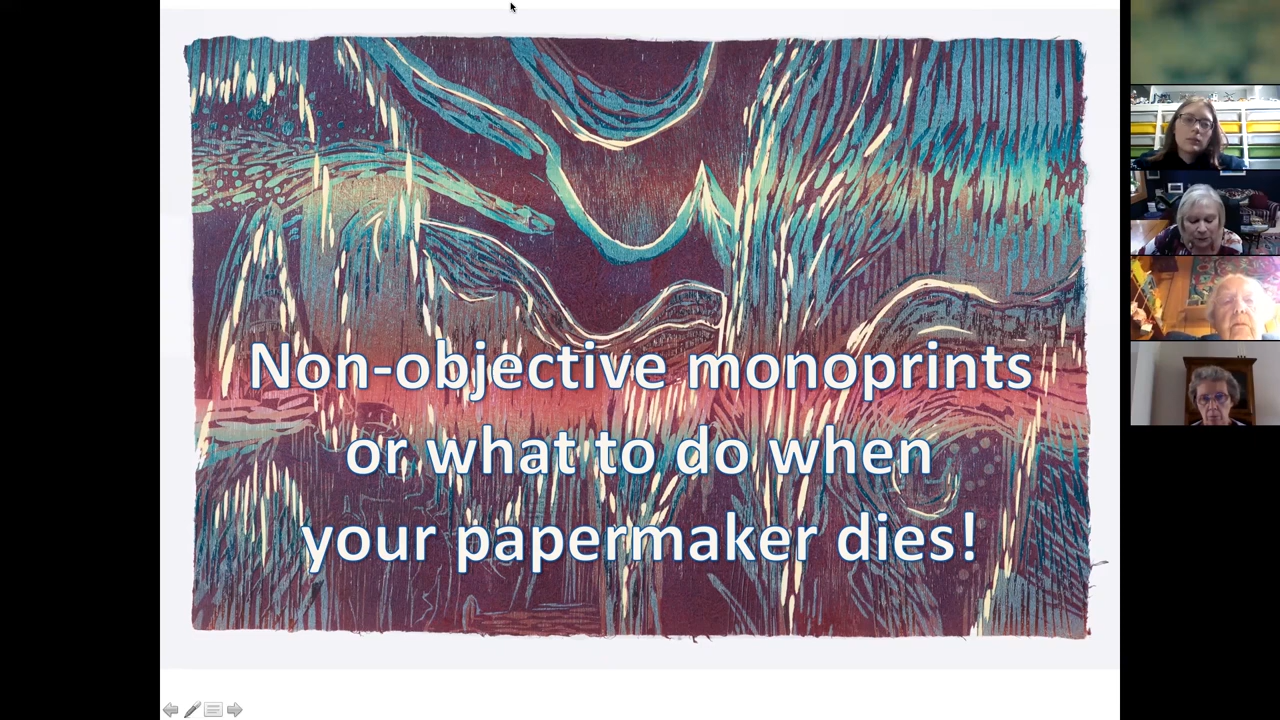 Non-objective monoprints
or what to do when
your papermaker dies!